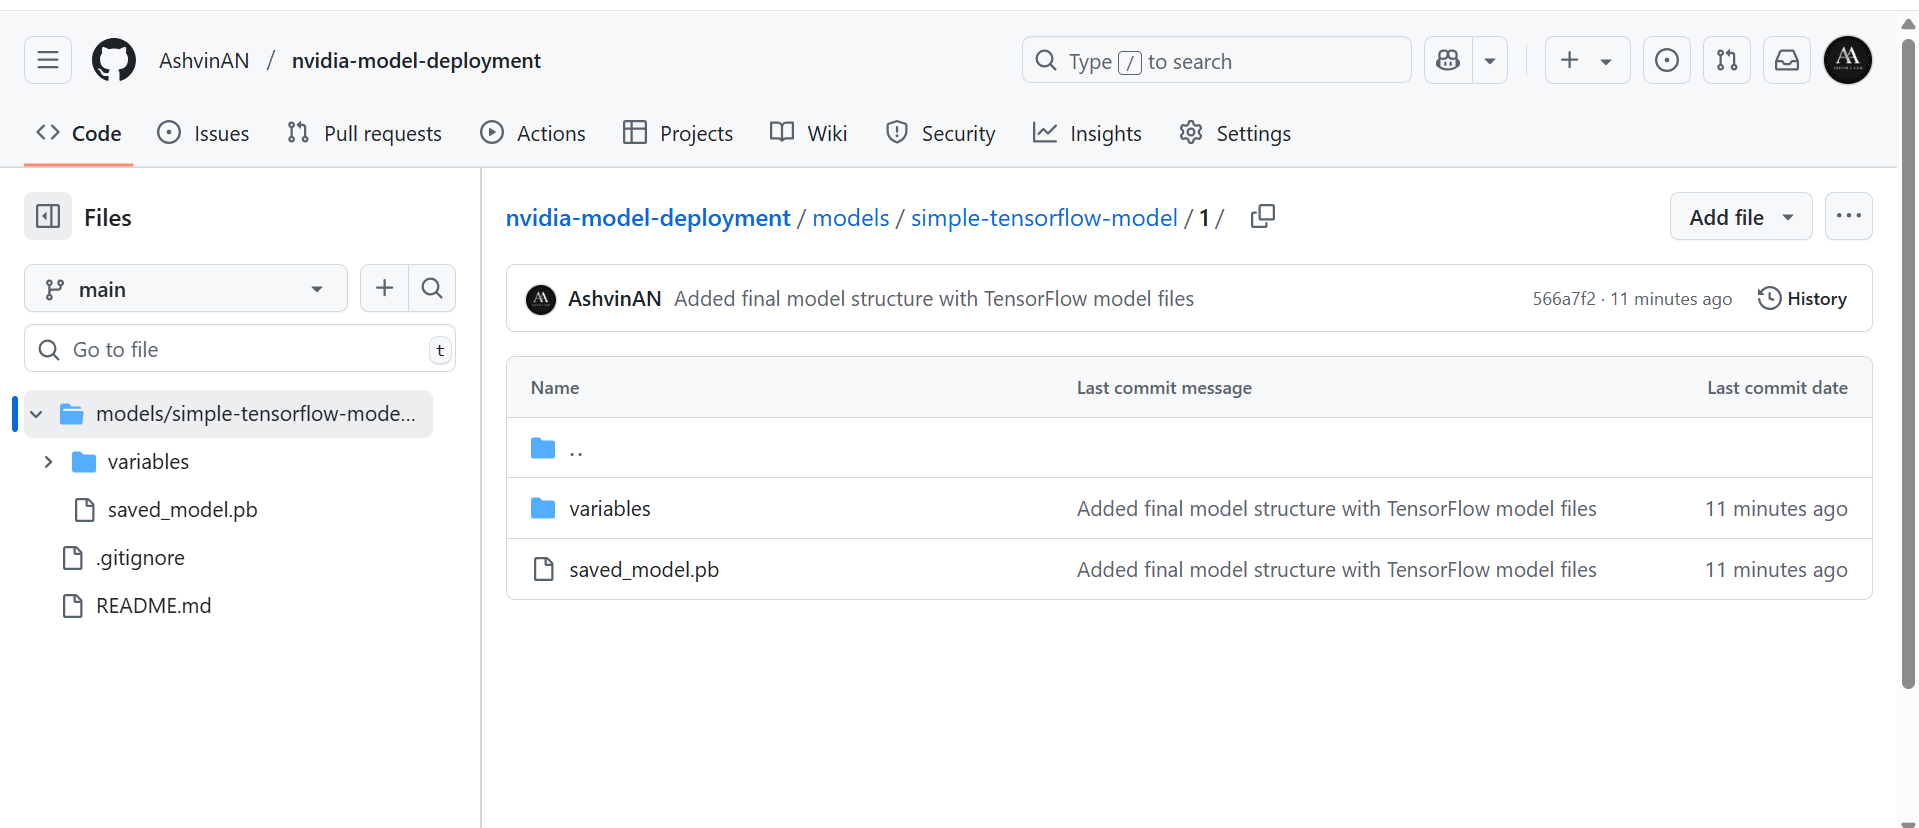 AshvinAN / nvidia-model-deployment
Type / to search
Code Issues Pull requests Actions Projects Wiki Security Insights Settings
Files
main
Go to file t
models/simple-tensorflow-mode...
variables
saved_model.pb
.gitignore
README.md
nvidia-model-deployment / models / simple-tensorflow-model / 1 /
Add file
AshvinAN Added final model structure with TensorFlow model files 566a7f2 · 11 minutes ago History
Name Last commit message Last commit date
..
variables Added final model structure with TensorFlow model files 11 minutes ago
saved_model.pb Added final model structure with TensorFlow model files 11 minutes ago